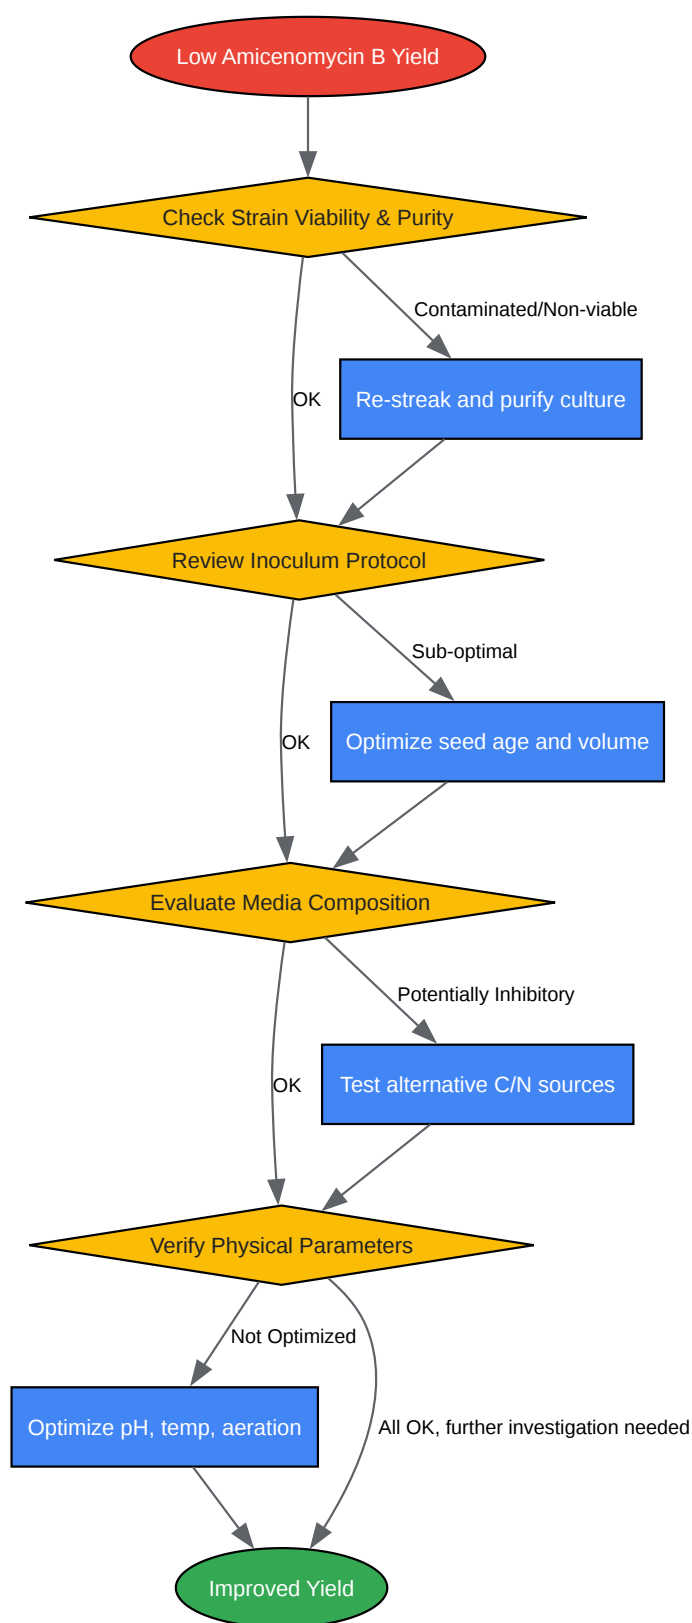 Low Amicenomycin B Yield
Check Strain Viability & Purity
Contaminated/Non-viable
OK
Re-streak and purify culture
Review Inoculum Protocol
Sub-optimal
OK
Optimize seed age and volume
Evaluate Media Composition
Potentially Inhibitory
OK
Test alternative C/N sources
Verify Physical Parameters
Not Optimized
Optimize pH, temp, aeration
All OK, further investigation needed
Improved Yield